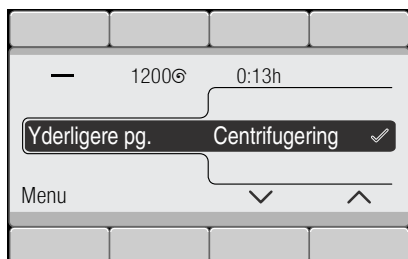 — 1200 0:13h
Yderligere pg. Centrifugering ✓
Menu